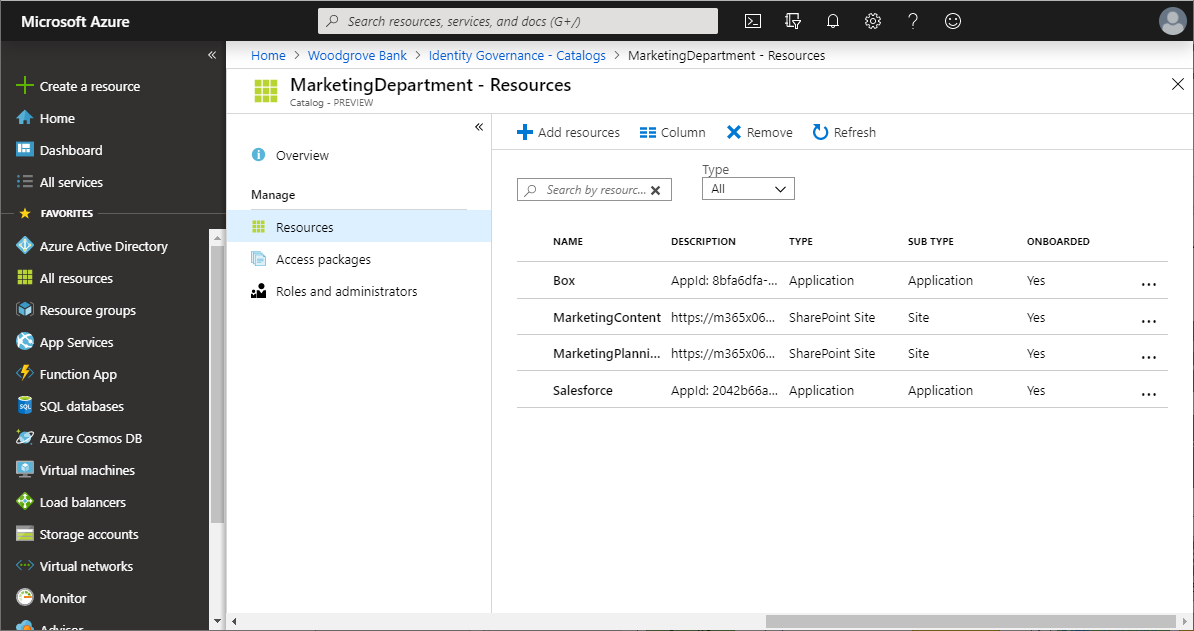 Microsoft Azure
Search resources, services, and docs (G+/)
«
Create a resource
Home
Dashboard
All services
FAVORITES
Azure Active Directory
All resources
Resource groups
App Services
Function App
SQL databases
Azure Cosmos DB
Virtual machines
Load balancers
Storage accounts
Virtual networks
Monitor
Advisor
Home > Woodgrove Bank > Identity Governance - Catalogs > MarketingDepartment - Resources
MarketingDepartment - Resources
Catalog - PREVIEW
«
Overview
Manage
Resources
Access packages
Roles and administrators
Add resources Column Remove Refresh
Type
Search by resourc... All
NAME DESCRIPTION TYPE SUB TYPE ONBOARDED
Box AppId: 8bfa6dfa-... Application Application Yes ...
MarketingContent https://m365x06... SharePoint Site Site Yes ...
MarketingPlanni... https://m365x06... SharePoint Site Site Yes ...
Salesforce AppId: 2042b66a... Application Application Yes ...